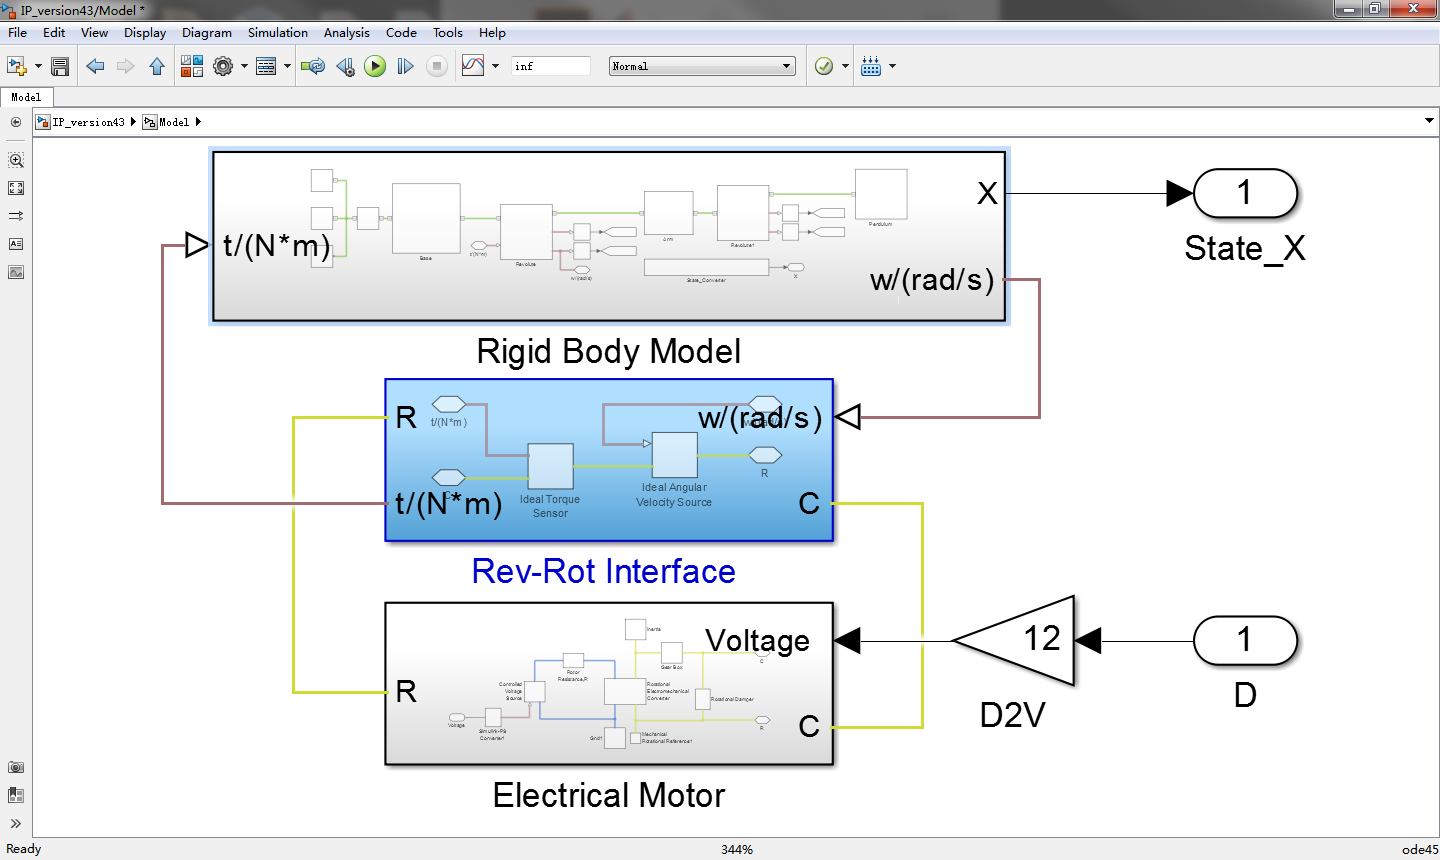 IP_version43/Model *
File Edit View Display Diagram Simulation Analysis Code Tools Help
inf Normal
Model
IP_version43 Model
X
1
t/(N*m)
Base
t/(N*m)
Revolute
w/(rad/s)
Arm
Revolute1
Pendulum
State_Converter
X
State_X
w/(rad/s)
Rigid Body Model
R
t/(N*m)
w/(rad/s)
R
Ideal Torque
Sensor
Ideal Angular
Velocity Source
t/(N*m)
C
Rev-Rot Interface
Inertia
Voltage
C
Gear Box
Rotor
Resistance,R
Controlled
Voltage
Source
Rotational
Electromechanical
Converter
Rotational Damper
12
1
R
Voltage
Simulink-PS
Converter1
Gnd1
Mechanical
Rotational Reference1
R
C
D2V
D
Electrical Motor
Ready 344% ode45